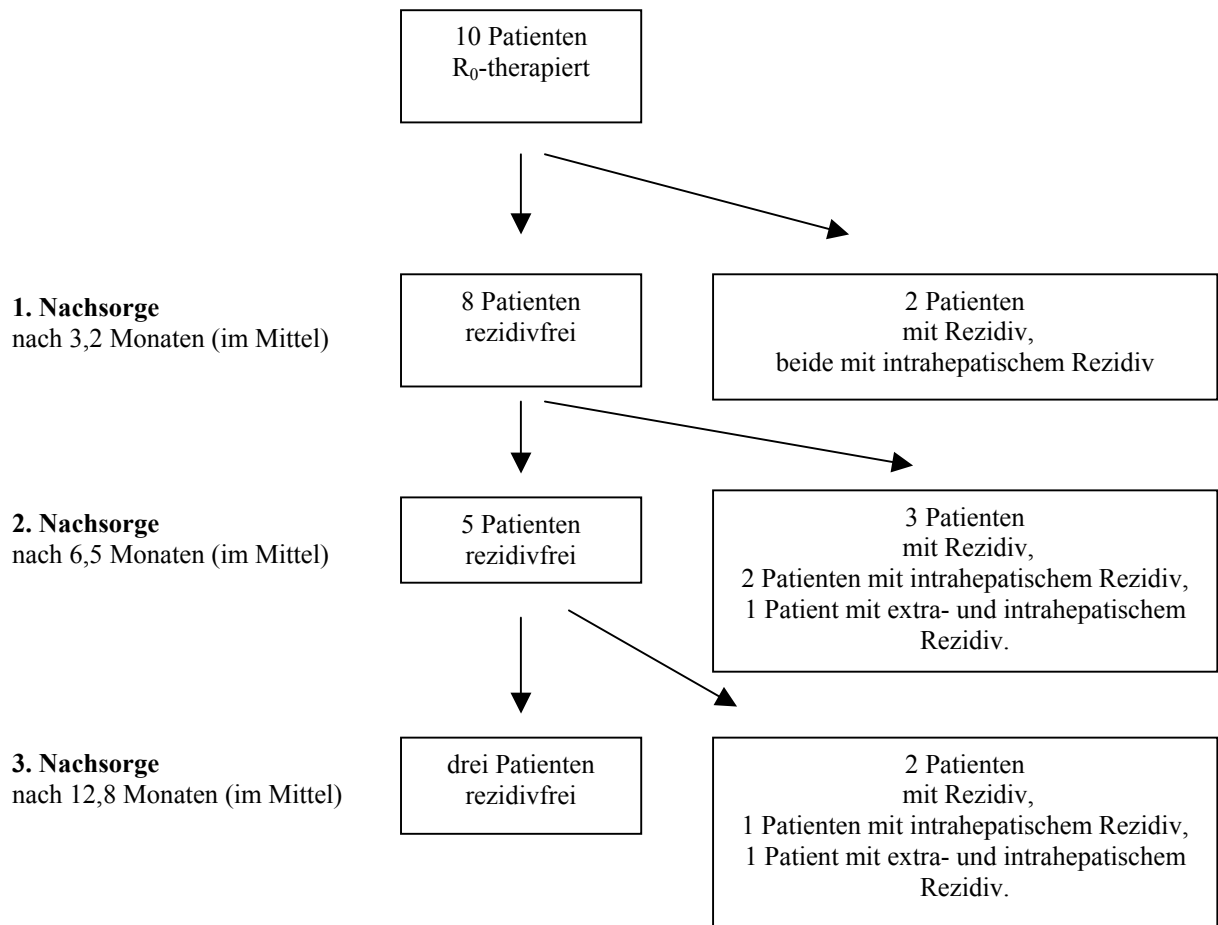 10 Patienten
R₀-therapiert
1. Nachsorge
nach 3,2 Monaten (im Mittel)
8 Patienten
rezidivfrei
2 Patienten
mit Rezidiv,
beide mit intrahepatischem Rezidiv
2. Nachsorge
nach 6,5 Monaten (im Mittel)
5 Patienten
rezidivfrei
3 Patienten
mit Rezidiv,
2 Patienten mit intrahepatischem Rezidiv,
1 Patient mit extra- und intrahepatischem
Rezidiv.
3. Nachsorge
nach 12,8 Monaten (im Mittel)
drei Patienten
rezidivfrei
2 Patienten
mit Rezidiv,
1 Patienten mit intrahepatischem Rezidiv,
1 Patient mit extra- und intrahepatischem
Rezidiv.